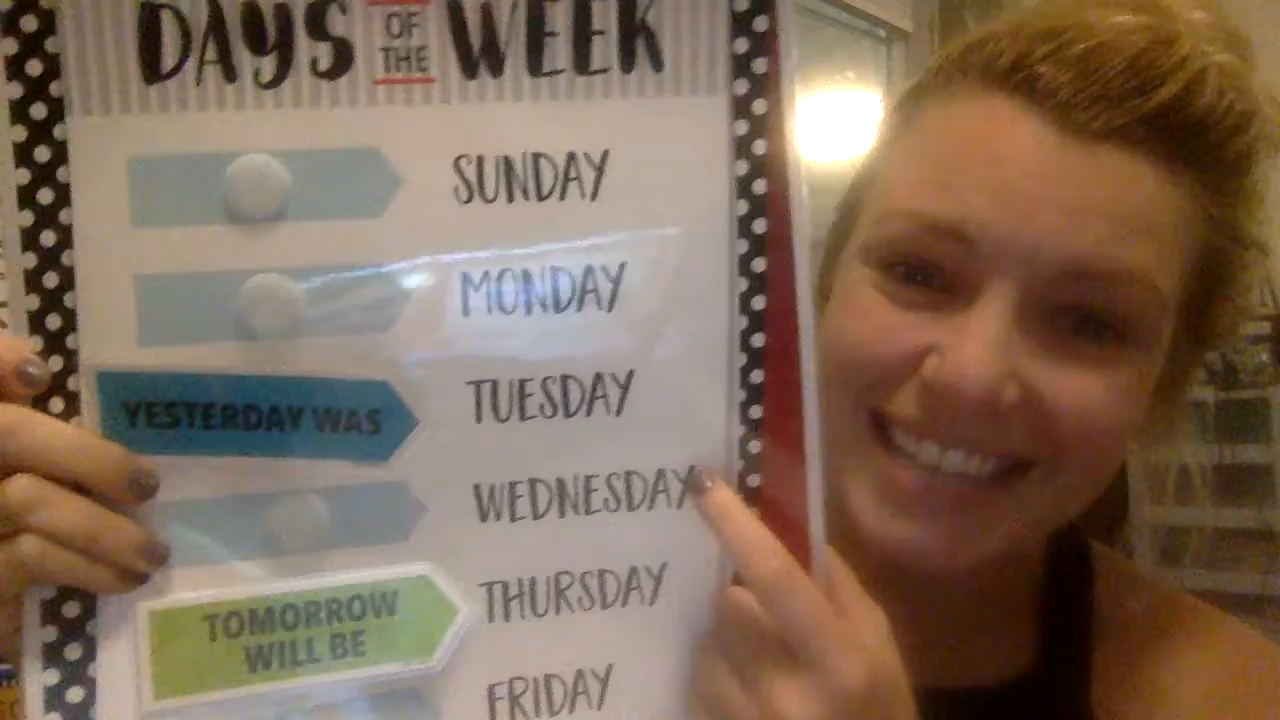 DAYS OF THE WEEK
SUNDAY
MONDAY
YESTERDAY WAS TUESDAY
WEDNESDAY
TOMORROW
WILL BE
THURSDAY
FRIDAY